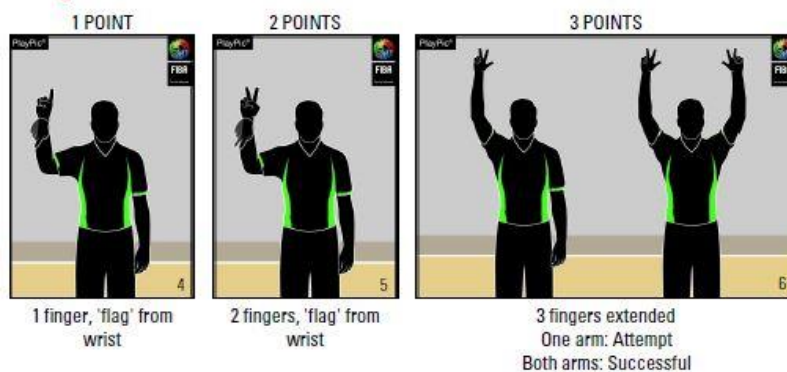 1 POINT
2 POINTS
3 POINTS
PlayPic®
FIBA
PlayPic®
FIBA
PlayPic®
FIBA
4
5
6
1 finger, 'flag' from
wrist
2 fingers, 'flag' from
wrist
3 fingers extended
One arm: Attempt
Both arms: Successful